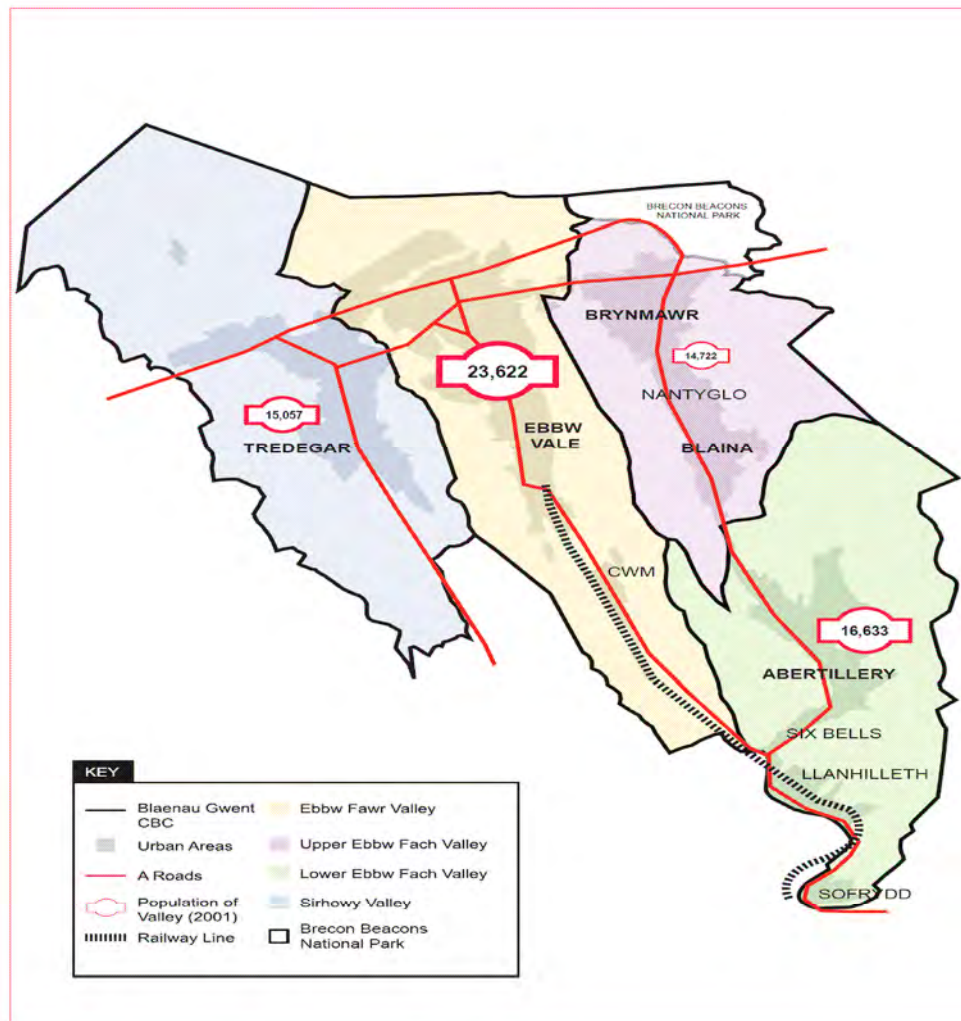 BRECON BEACONS
NATIONAL PARK
BRYNMAWR
14,722
23,622
NANTYGLO
15,057
EBBW
VALE
TREDEGAR
BLAINA
CWM
16,633
ABERTILLERY
SIX BELLS
LLANHILLETH
SOFRYDD
KEY
Blaenau Gwent
CBC
Urban Areas
A Roads
Population of
Valley (2001)
Railway Line
Ebbw Fawr Valley
Upper Ebbw Fach Valley
Lower Ebbw Fach Valley
Sirhowy Valley
Brecon Beacons
National Park